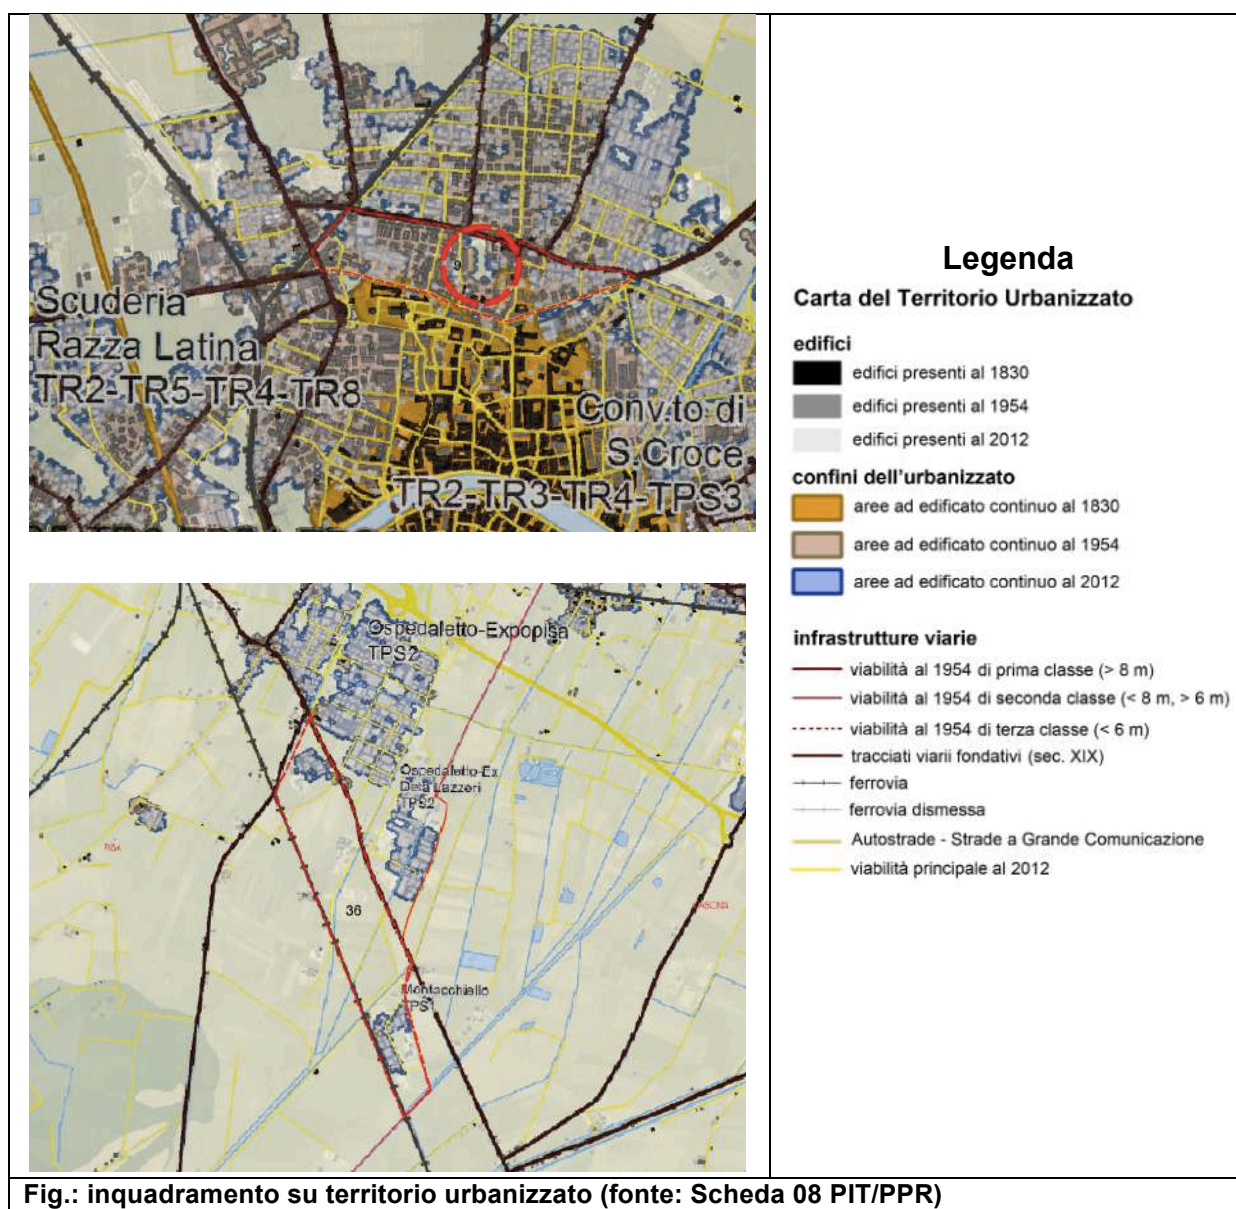 9
Scuderia
Razza Latina
TR2-TR5-TR4-TR8
Conv.to di
S.Croce
TR2-TR3-TR4-TPS3
Ospedaletto-Expopisa
TPS2
Ospedaletto-Ex
Deta Lazzeri
TPS2
PISA
36
CASCINA
Montacchiello
TPS1
Legenda
Carta del Territorio Urbanizzato
edifici
edifici presenti al 1830
edifici presenti al 1954
edifici presenti al 2012
confini dell'urbanizzato
aree ad edificato continuo al 1830
aree ad edificato continuo al 1954
aree ad edificato continuo al 2012
infrastrutture viarie
viabilità al 1954 di prima classe (> 8 m)
viabilità al 1954 di seconda classe (< 8 m, > 6 m)
viabilità al 1954 di terza classe (< 6 m)
tracciati viarii fondativi (sec. XIX)
ferrovia
ferrovia dismessa
Autostrade - Strade a Grande Comunicazione
viabilità principale al 2012
Fig.: inquadramento su territorio urbanizzato (fonte: Scheda 08 PIT/PPR)